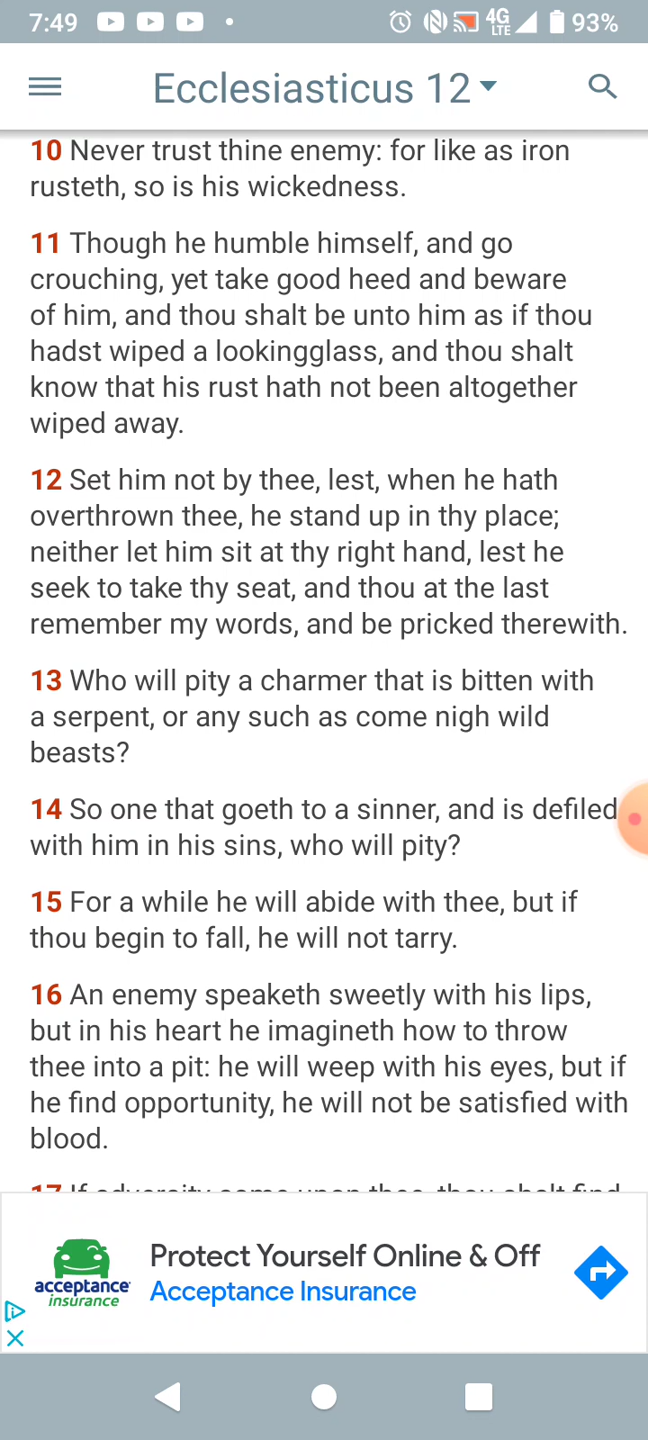 7:49
4G
LTE
93%
Ecclesiasticus 12
10 Never trust thine enemy: for like as iron
rusteth, so is his wickedness.
11 Though he humble himself, and go
crouching, yet take good heed and beware
of him, and thou shalt be unto him as if thou
hadst wiped a lookingglass, and thou shalt
know that his rust hath not been altogether
wiped away.
12 Set him not by thee, lest, when he hath
overthrown thee, he stand up in thy place;
neither let him sit at thy right hand, lest he
seek to take thy seat, and thou at the last
remember my words, and be pricked therewith.
13 Who will pity a charmer that is bitten with
a serpent, or any such as come nigh wild
beasts?
14 So one that goeth to a sinner, and is defiled
with him in his sins, who will pity?
15 For a while he will abide with thee, but if
thou begin to fall, he will not tarry.
16 An enemy speaketh sweetly with his lips,
but in his heart he imagineth how to throw
thee into a pit: he will weep with his eyes, but if
he find opportunity, he will not be satisfied with
blood.
17 If adversity come upon thee, thou shalt find
Protect Yourself Online & Off
Acceptance Insurance
acceptance
insurance